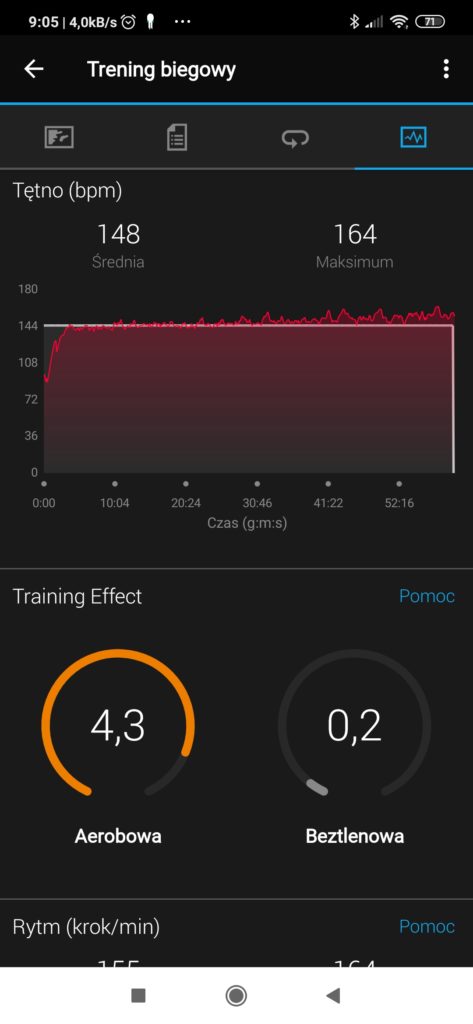 9:05 | 4,0kB/s ... 71
Trening biegowy
Tętno (bpm)
148 164
Średnia Maksimum
180
144
108
72
36
0
0:00 10:04 20:24 30:46 41:22 52:16
Czas (g:m:s)
Training Effect Pomoc
4,3 0,2
Aerobowa Beztlenowa
Rytm (krok/min) Pomoc
155 164